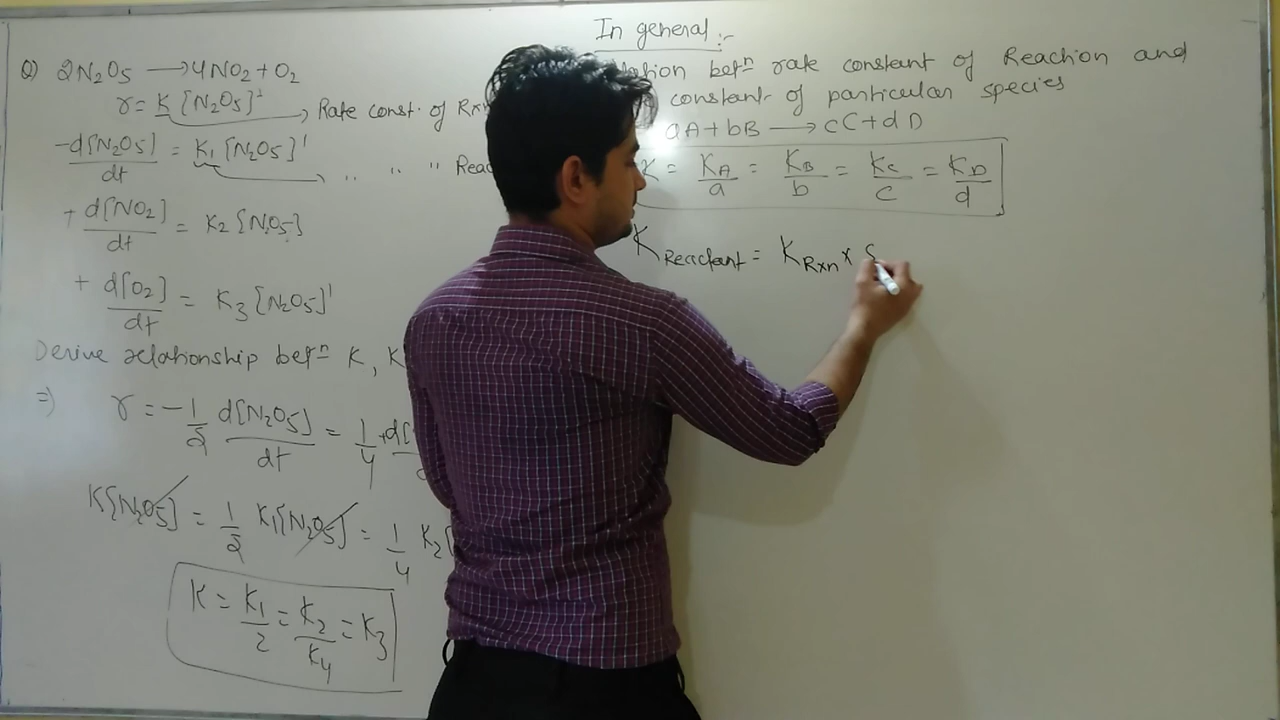 Q) 2N2O5 → 4NO2 + O2
r = K [N2O5]¹ → Rate const. of Rxn
-d[N2O5]/dt = K1 [N2O5]¹ → " " " Reac
+ d[NO2]/dt = K2 [N2O5]
+ d[O2]/dt = K3 [N2O5]¹
Derive relationship betⁿ K, K
⇒ r = -1/2 d[N2O5]/dt = 1/4 + d[
K[N2O5] = 1/2 K1[N2O5] = 1/4 K2[
K = K1/2 = K2/K4 = K3
In general :-
betⁿ rate constant of Reaction and
constant of particular species
aA + bB → cC + dD
K = KA/a = KB/b = KC/c = KD/d
K Reactant = K Rxn × S